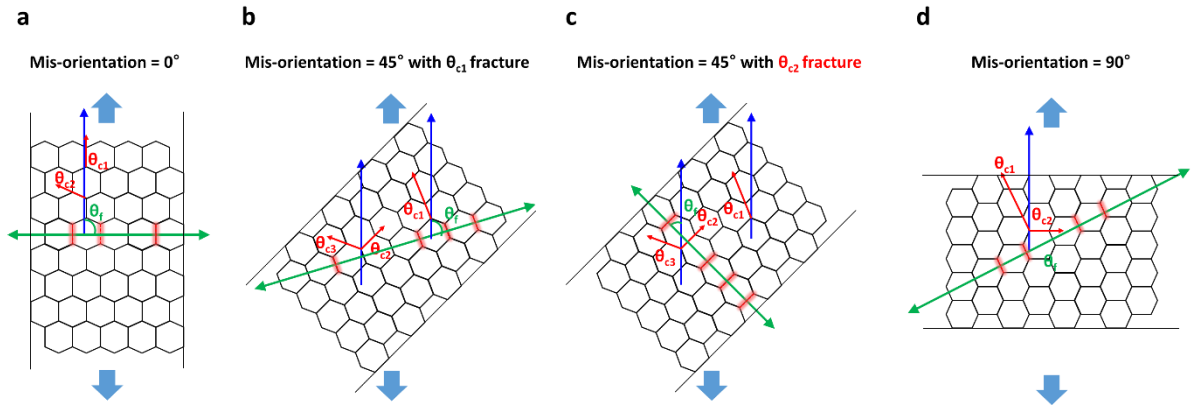 a
b
c
d
Mis-orientation = 0°
Mis-orientation = 45° with θc1 fracture
Mis-orientation = 45° with θc2 fracture
Mis-orientation = 90°
θc1
θc2
θf
θc1
θf
θc3
θc2
θf
θc2
θc1
θc3
θc1
θc2
θf